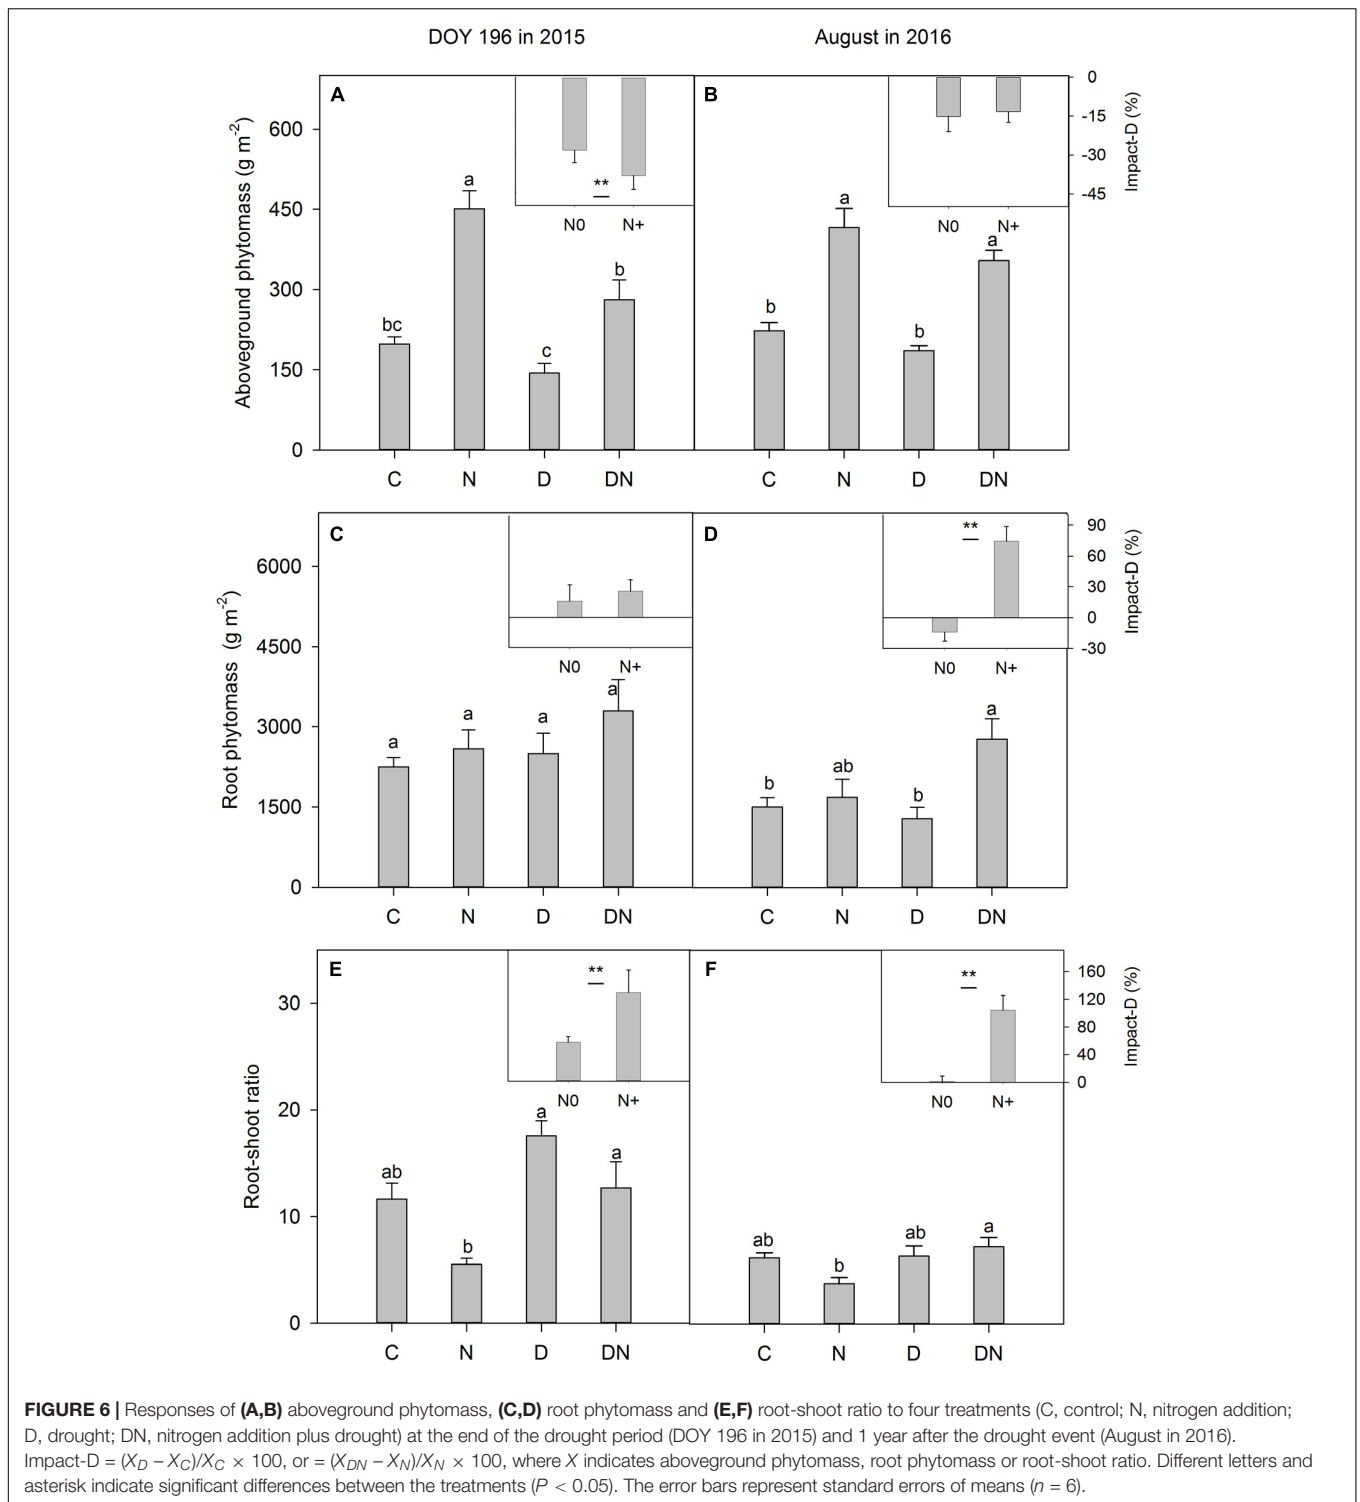 DOY 196 in 2015
August in 2016
A
Aboveground phytomass (g m-2)
600
450
300
150
0
bc
a
c
b
C N D DN
**
N0 N+
B
b
a
b
a
C N D DN
N0 N+
0
-15
-30
-45
Impact-D (%)
C
Root phytomass (g m-2)
6000
4500
3000
1500
0
a
a
a
a
C N D DN
N0 N+
D
b
ab
b
a
C N D DN
**
N0 N+
90
60
30
0
-30
Impact-D (%)
E
Root-shoot ratio
30
20
10
0
ab
b
a
a
C N D DN
**
N0 N+
F
ab
b
ab
a
C N D DN
**
N0 N+
160
120
80
40
0
Impact-D (%)
FIGURE 6 | Responses of (A,B) aboveground phytomass, (C,D) root phytomass and (E,F) root-shoot ratio to four treatments (C, control; N, nitrogen addition;
D, drought; DN, nitrogen addition plus drought) at the end of the drought period (DOY 196 in 2015) and 1 year after the drought event (August in 2016).
Impact-D = (XD − XC)/XC × 100, or = (XDN − XN)/XN × 100, where X indicates aboveground phytomass, root phytomass or root-shoot ratio. Different letters and
asterisk indicate significant differences between the treatments (P < 0.05). The error bars represent standard errors of means (n = 6).